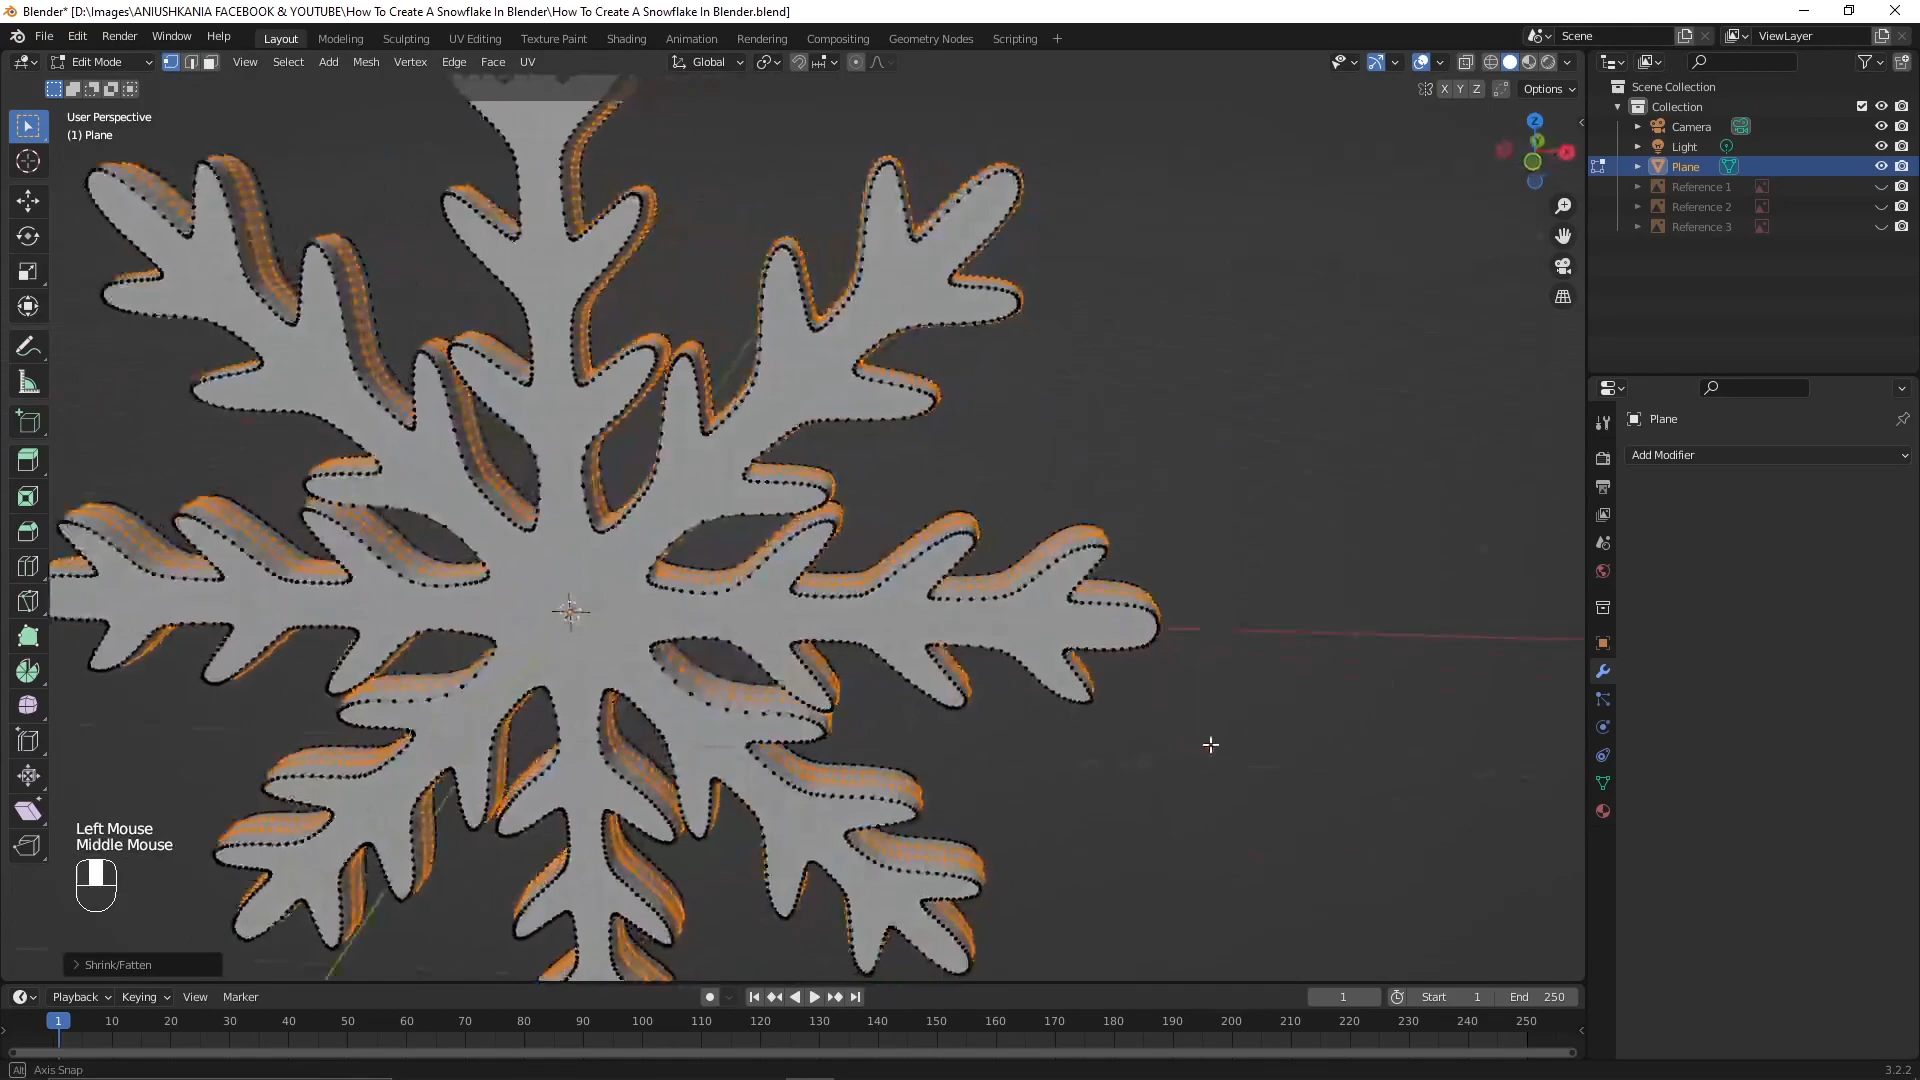 Blender* [D:\Images\ANIUSHKANIA FACEBOOK & YOUTUBE\How To Create A Snowflake In Blender\How To Create A Snowflake In Blender.blend]
File Edit Render Window Help Layout Modeling Sculpting UV Editing Texture Paint Shading Animation Rendering Compositing Geometry Nodes Scripting + Scene ViewLayer
Edit Mode View Select Add Mesh Vertex Edge Face UV Global
X Y Z Options
Scene Collection
Collection
Camera
Light
Plane
Reference 1
Reference 2
Reference 3
User Perspective
(1) Plane
Z
Plane
Add Modifier
Left Mouse
Middle Mouse
Shrink/Fatten
Playback Keying View Marker 1 Start 1 End 250
1 10 20 30 40 50 60 70 80 90 100 110 120 130 140 150 160 170 180 190 200 210 220 230 240 250
Alt Axis Snap 3.2.2